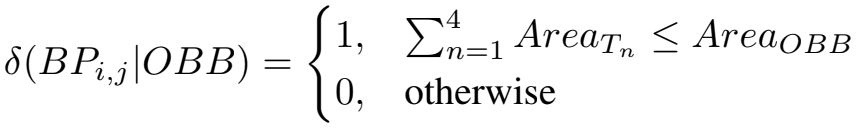 δ(BP_{i,j}|OBB) = { 1, ∑_{n=1}^{4} Area_{T_n} ≤ Area_{OBB}
0, otherwise